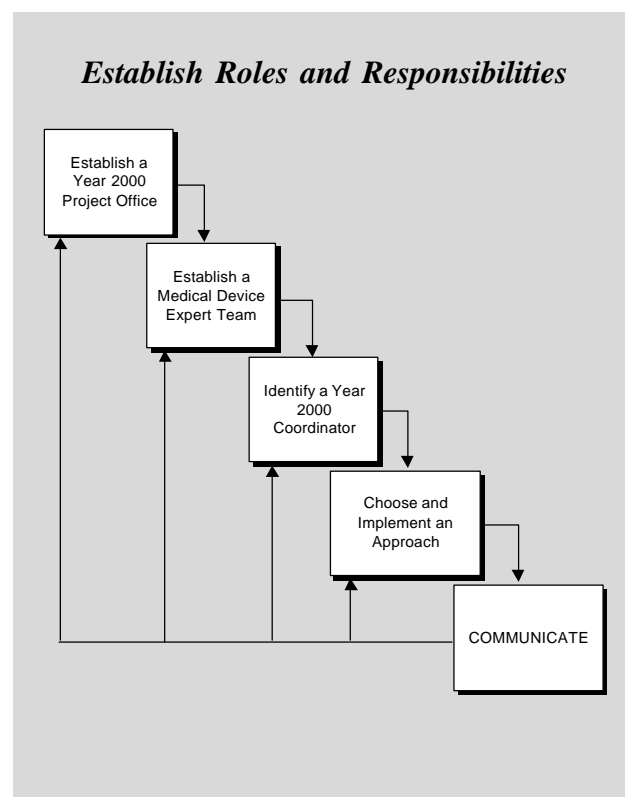 Establish Roles and Responsibilities
Establish a
Year 2000
Project Office
Establish a
Medical Device
Expert Team
Identify a Year
2000
Coordinator
Choose and
Implement an
Approach
COMMUNICATE